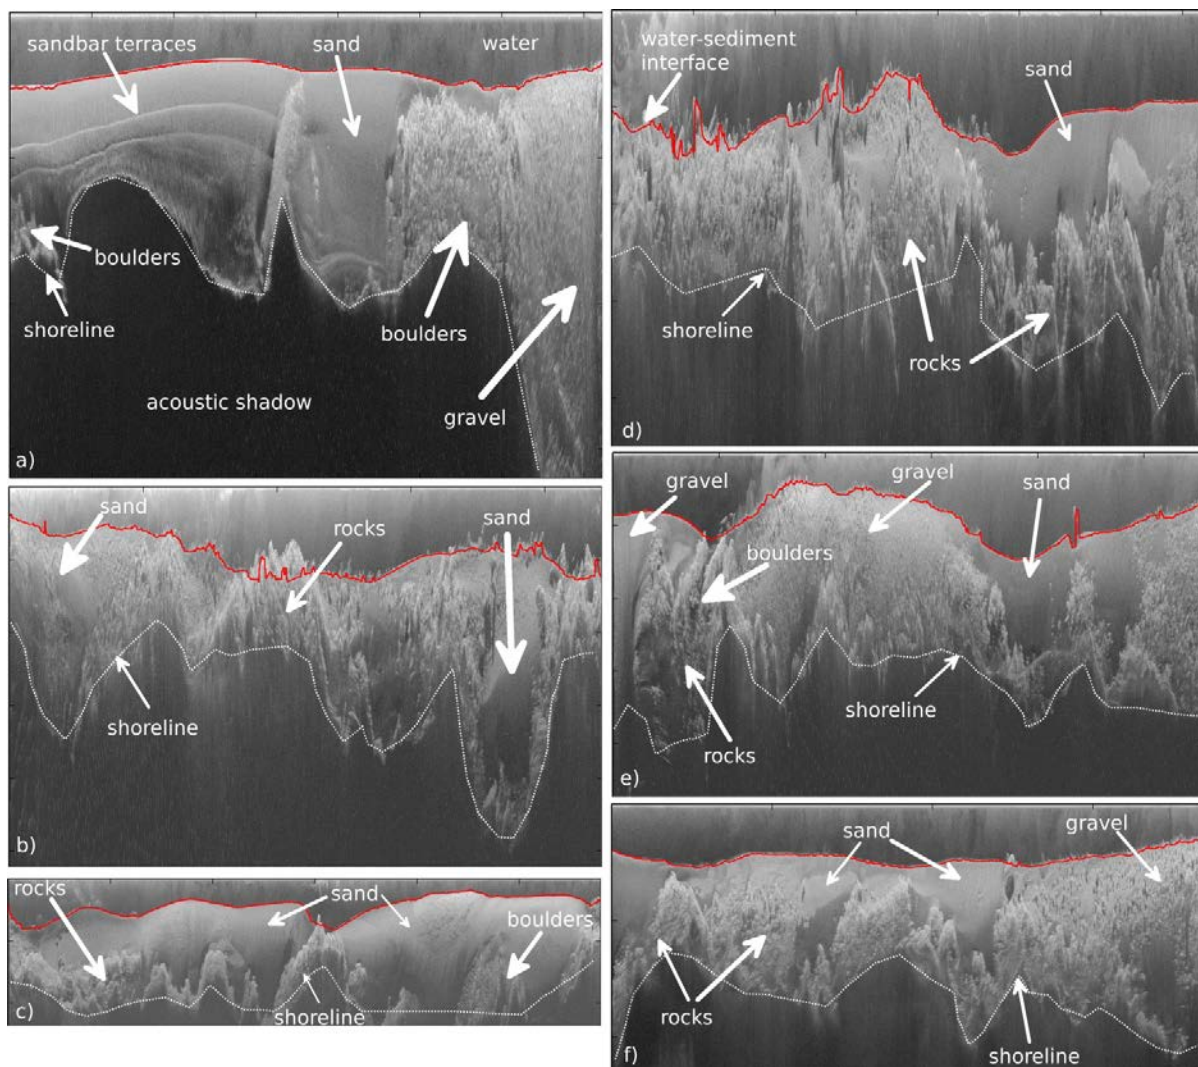 sandbar terraces
sand
water
boulders
shoreline
boulders
acoustic shadow
gravel
a)
sand
rocks
sand
shoreline
b)
rocks
sand
boulders
shoreline
c)
water-sediment
interface
sand
shoreline
rocks
d)
gravel
gravel
sand
boulders
shoreline
rocks
e)
sand
gravel
rocks
shoreline
f)